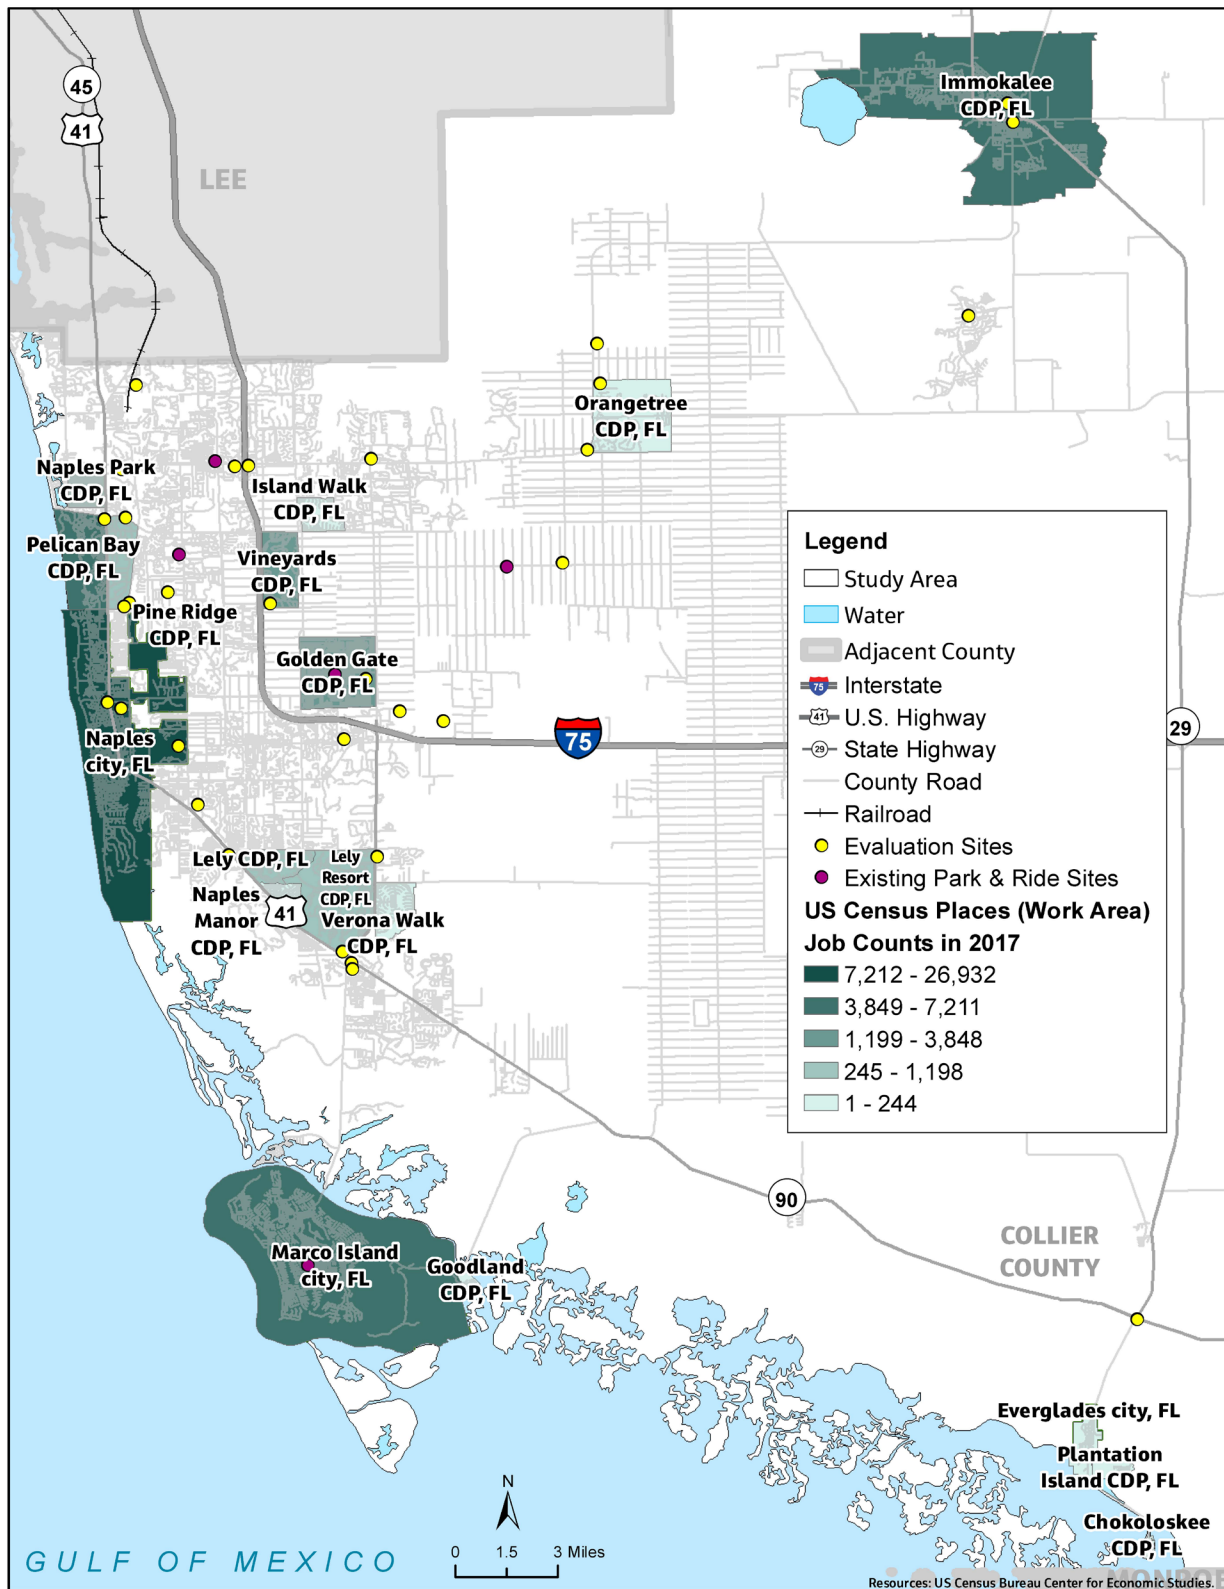 45
41
LEE
Immokalee
CDP, FL
Orangetree
CDP, FL
Naples Park
CDP, FL
Island Walk
CDP, FL
Pelican Bay
CDP, FL
Vineyards
CDP, FL
Pine Ridge
CDP, FL
Golden Gate
CDP, FL
Naples
city, FL
75
29
Lely CDP, FL
Lely
Resort
CDP, FL
Naples
Manor
CDP, FL
41
Verona Walk
CDP, FL
Legend
Study Area
Water
Adjacent County
75 Interstate
41 U.S. Highway
29 State Highway
County Road
Railroad
Evaluation Sites
Existing Park & Ride Sites
US Census Places (Work Area)
Job Counts in 2017
7,212 - 26,932
3,849 - 7,211
1,199 - 3,848
245 - 1,198
1 - 244
90
COLLIER
COUNTY
Marco Island
city, FL
Goodland
CDP, FL
Everglades city, FL
Plantation
Island CDP, FL
Chokoloskee
CDP, FL
N
0 1.5 3 Miles
GULF OF MEXICO
MONROE
Resources: US Census Bureau Center for Economic Studies